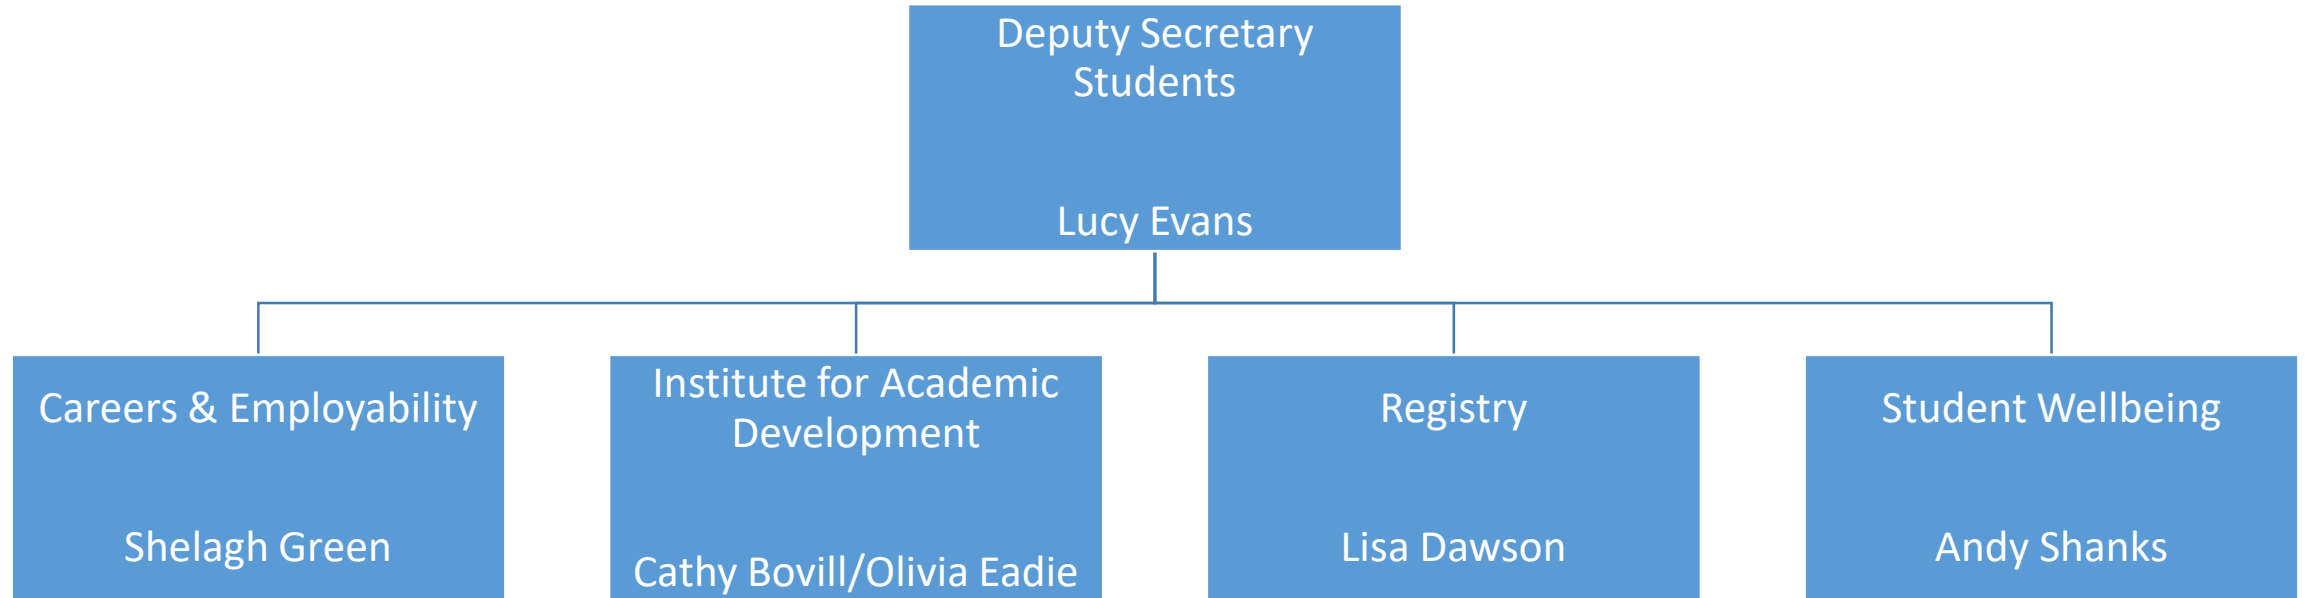 Deputy Secretary
Students
Lucy Evans
Careers & Employability
Shelagh Green
Institute for Academic
Development
Cathy Bovill/Olivia Eadie
Registry
Lisa Dawson
Student Wellbeing
Andy Shanks